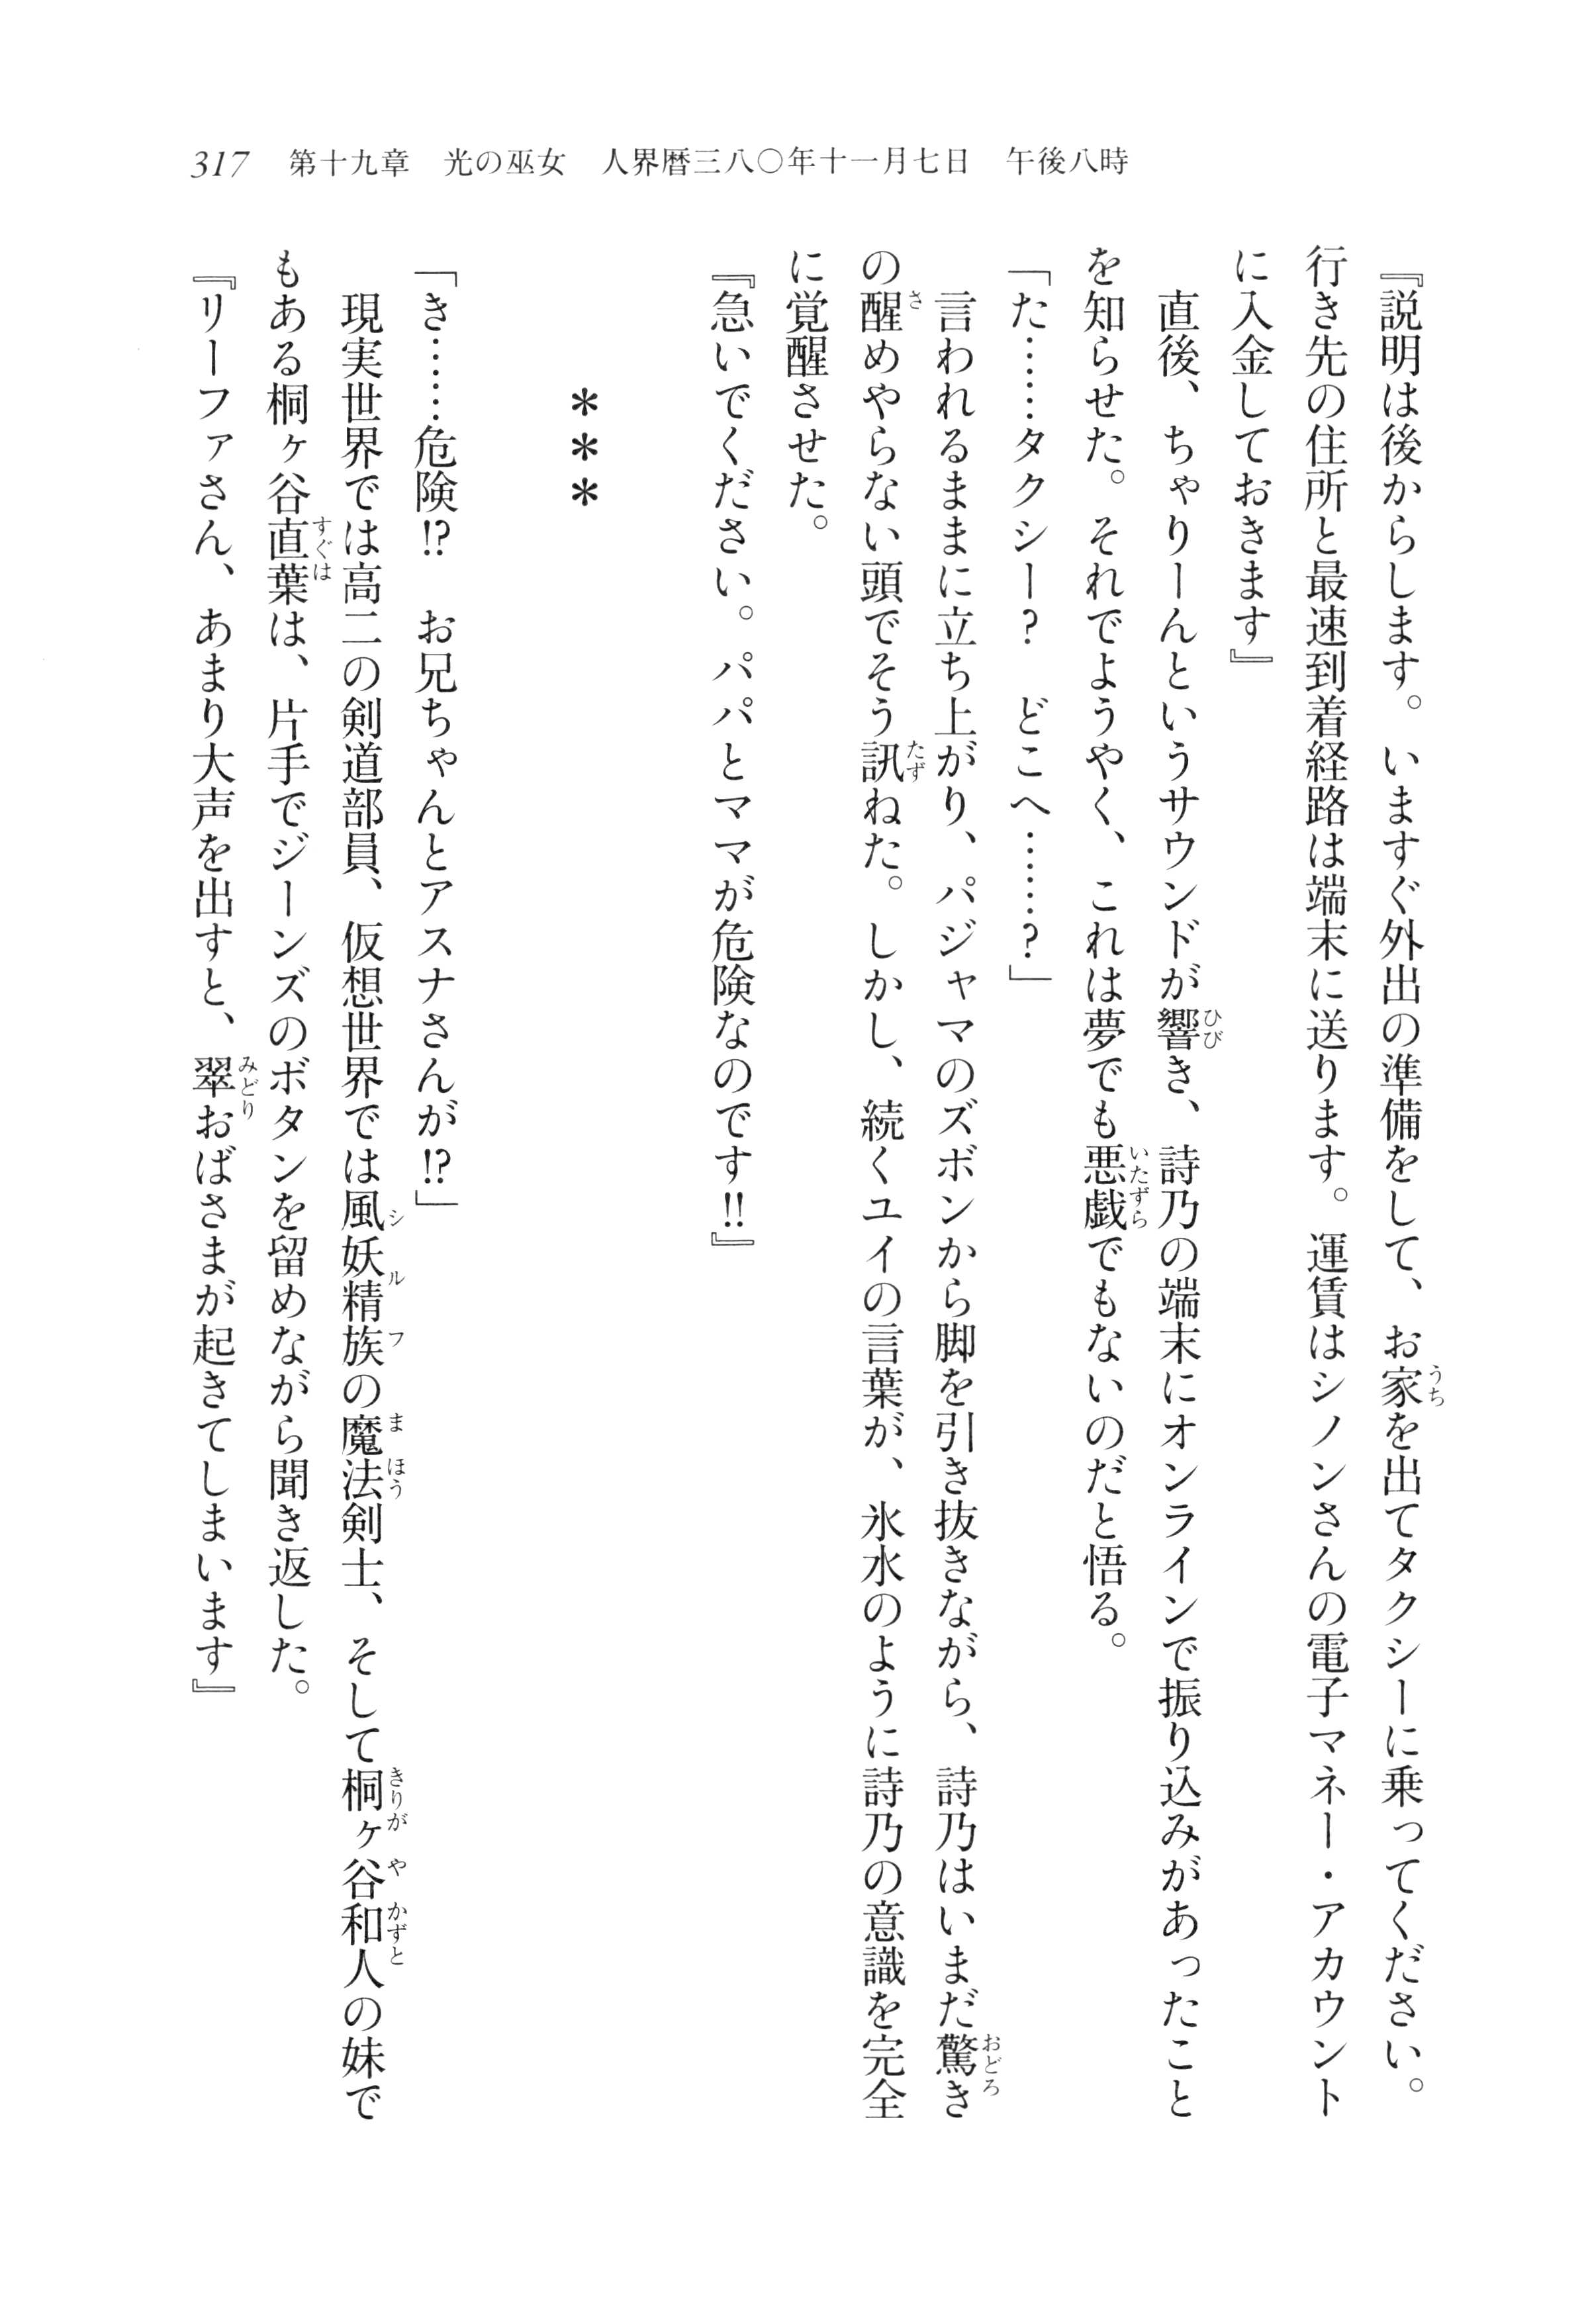 317　第十九章　光の巫女　人界暦三八〇年十一月七日　午後八時
『説明は後からします。いますぐ外出の準備をして、お家を出てタクシーに乗ってください。
行き先の住所と最速到着経路は端末に送ります。運賃はシノンさんの電子マネー・アカウント
に入金しておきます』
　直後、ちゃりーんというサウンドが響き、詩乃の端末にオンラインで振り込みがあったこと
を知らせた。それでようやく、これは夢でも悪戯でもないのだと悟る。
「た……タクシー？　どこへ……？」
　言われるままに立ち上がり、パジャマのズボンから脚を引き抜きながら、詩乃はいまだ驚き
の醒めやらない頭でそう訊ねた。しかし、続くユイの言葉が、氷水のように詩乃の意識を完全
に覚醒させた。
『急いでください。パパとママが危険なのです!!』
＊＊＊
「き……危険!?　お兄ちゃんとアスナさんが!?」
　現実世界では高二の剣道部員、仮想世界では風妖精族の魔法剣士、そして桐ヶ谷和人の妹で
もある桐ヶ谷直葉は、片手でジーンズのボタンを留めながら聞き返した。
『リーファさん、あまり大声を出すと、翠おばさまが起きてしまいます』